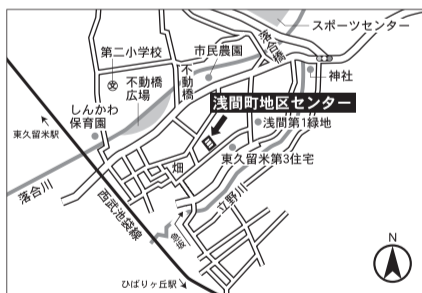 スポーツセンター
落合橋
第二小学校
市民農園
文
不動橋
不動橋
広場
神社
浅間町地区センター
しんかわ
保育園
浅間第1緑地
東久留米駅
畑
東久留米第3住宅
落合川
西武池袋線
立野川
急坂
ひばりヶ丘駅
N